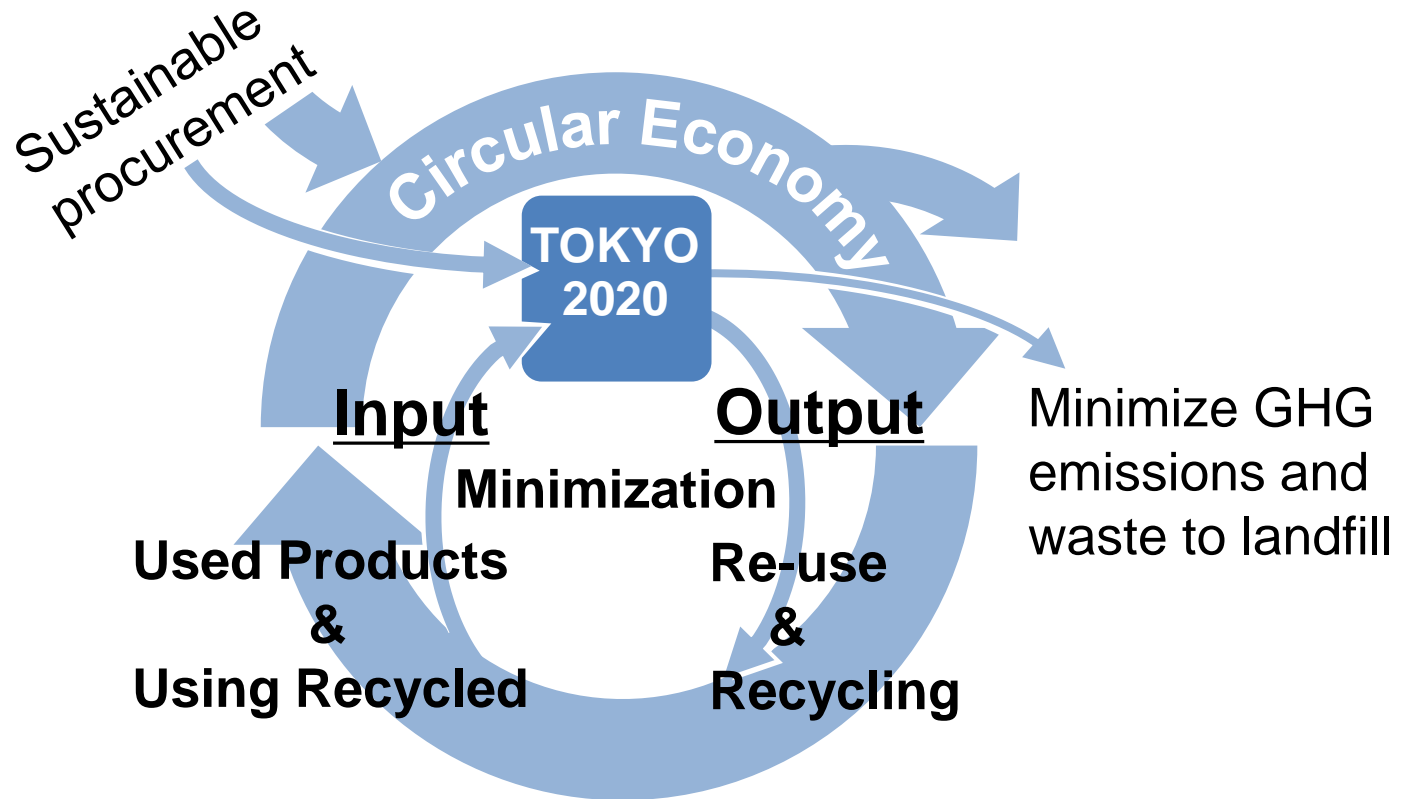 Sustainable
procurement
Circular Economy
TOKYO
2020
Input
Output
Minimization
Used Products
&
Using Recycled
Re-use
&
Recycling
Minimize GHG
emissions and
waste to landfill